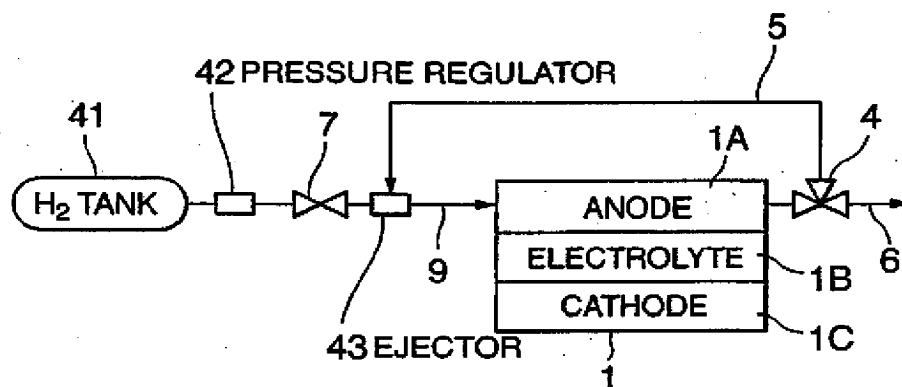 5
42 PRESSURE REGULATOR
41
7
1A
4
H2 TANK
ANODE
9
6
ELECTROLYTE
1B
CATHODE
43 EJECTOR
1C
1